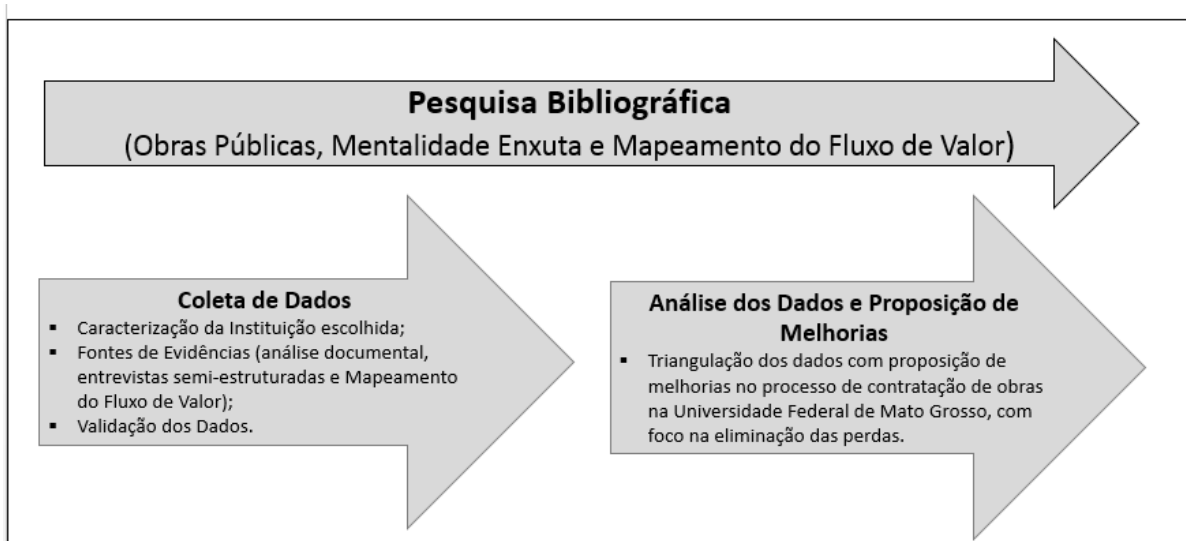 Pesquisa Bibliográfica
(Obras Públicas, Mentalidade Enxuta e Mapeamento do Fluxo de Valor)
Coleta de Dados
▪ Caracterização da Instituição escolhida;
▪ Fontes de Evidências (análise documental,
entrevistas semi-estruturadas e Mapeamento
do Fluxo de Valor);
▪ Validação dos Dados.
Análise dos Dados e Proposição de
Melhorias
▪ Triangulação dos dados com proposição de
melhorias no processo de contratação de obras
na Universidade Federal de Mato Grosso, com
foco na eliminação das perdas.